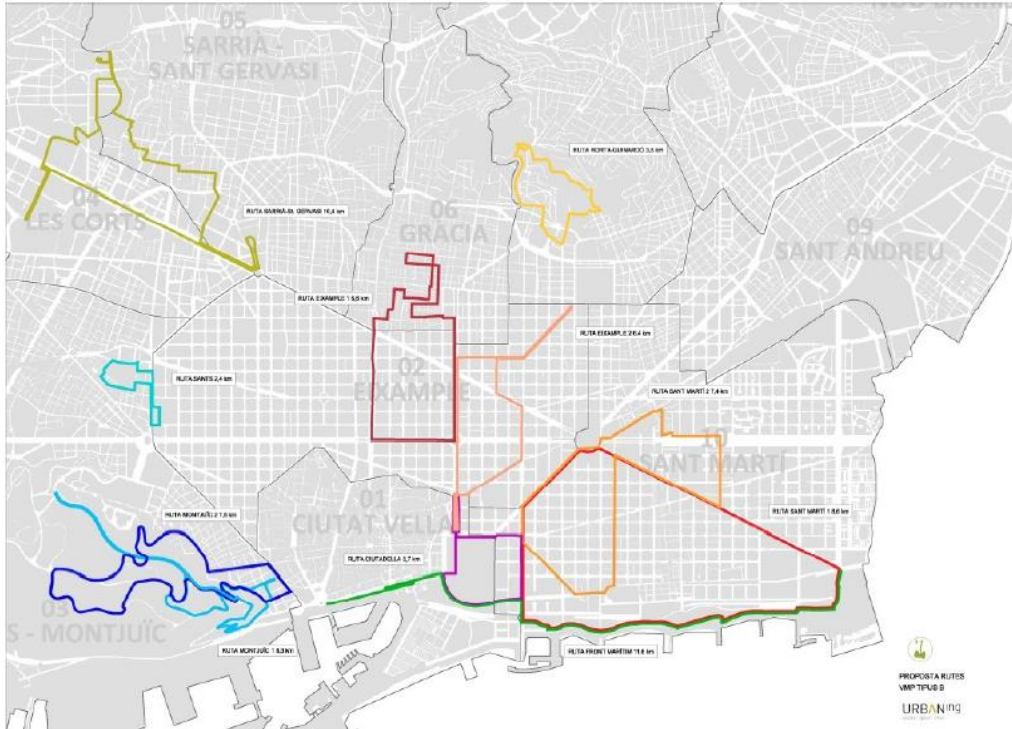 NOU BARRIS
05
SARRIÀ -
SANT GERVASI
RUTA HORTA-GUINARDÓ 3,8 km
04
LES CORTS
RUTA SARRIÀ-St. GERVASI 10,4 km
06
GRÀCIA
09
SANT ANDREU
RUTA EIXAMPLE 1 5,5 km
RUTA EIXAMPLE 2 6,4 km
RUTA SANTS 2,4 km
02
EIXAMPLE
RUTA SANT MARTÍ 2 7,4 km
10
SANT MARTÍ
01
CIUTAT VELLA
RUTA MONTJUÏC 2 7,5 km
RUTA SANT MARTÍ 1 8,6 km
RUTA CIUTADELLA 3,7 km
03
S - MONTJUÏC
RUTA MONTJUÏC 1 8,3 km
RUTA FRONT MARÍTIM 11,6 km
PROPOSTA RUTES
VMP TIPUS B
URBANing